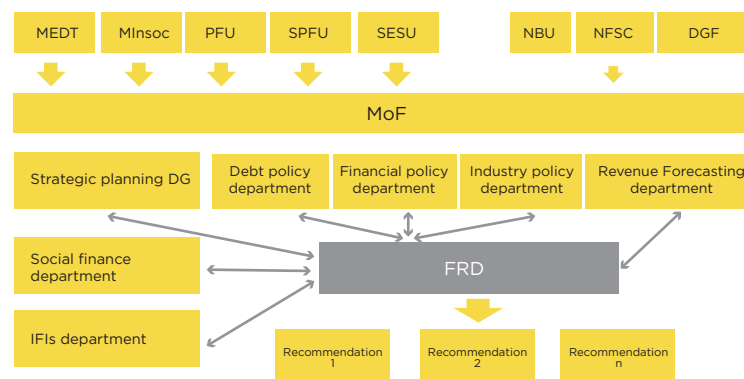 MEDT
MInsoc
PFU
SPFU
SESU
NBU
NFSC
DGF
MoF
Strategic planning DG
Debt policy
department
Financial policy
department
Industry policy
department
Revenue Forecasting
department
Social finance
department
FRD
IFIs department
Recommendation
1
Recommendation
2
Recommendation
n